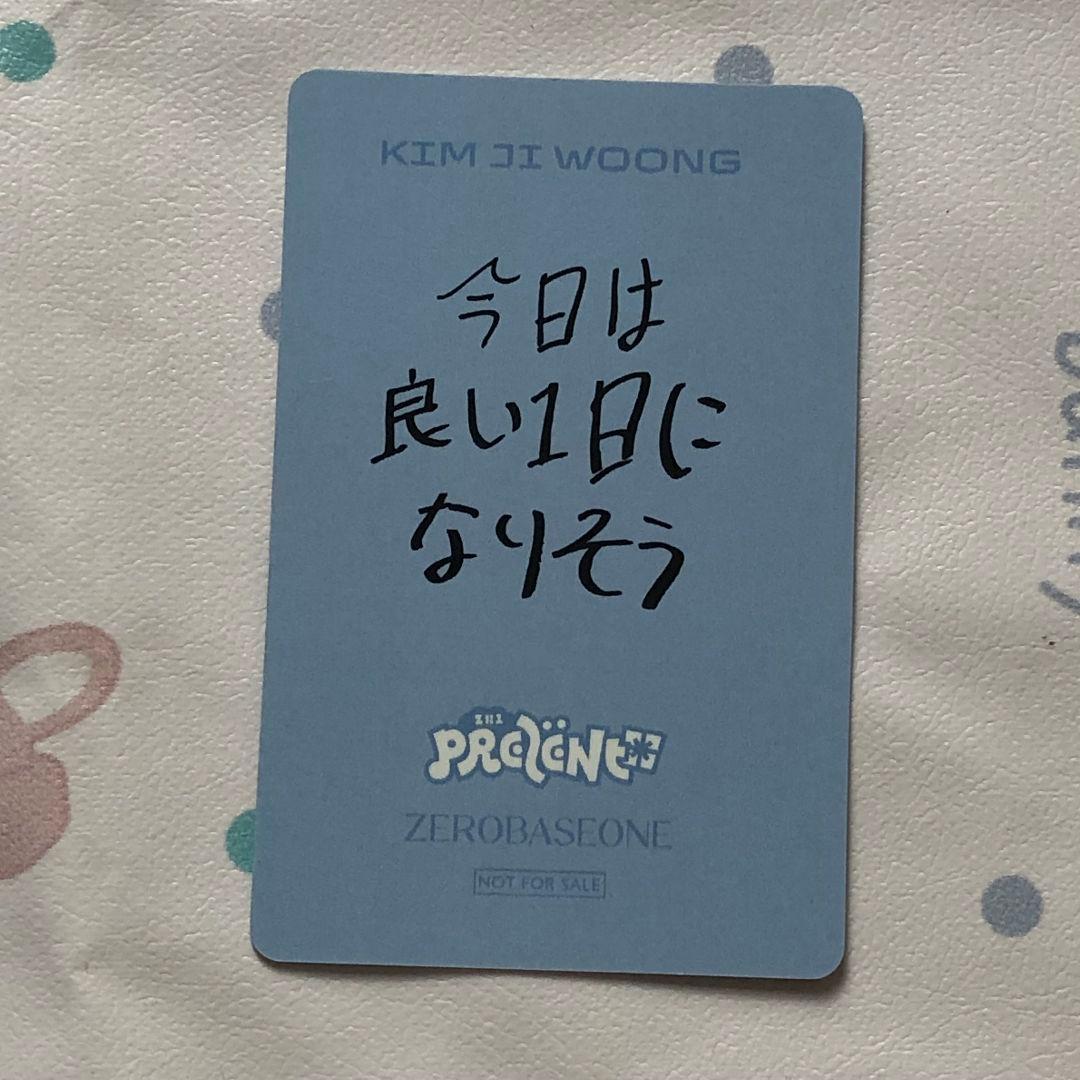 KIM JI WOONG
今日は
良い1日に
なりそう
ZB1
PRESENT
ZEROBASEONE
NOT FOR SALE